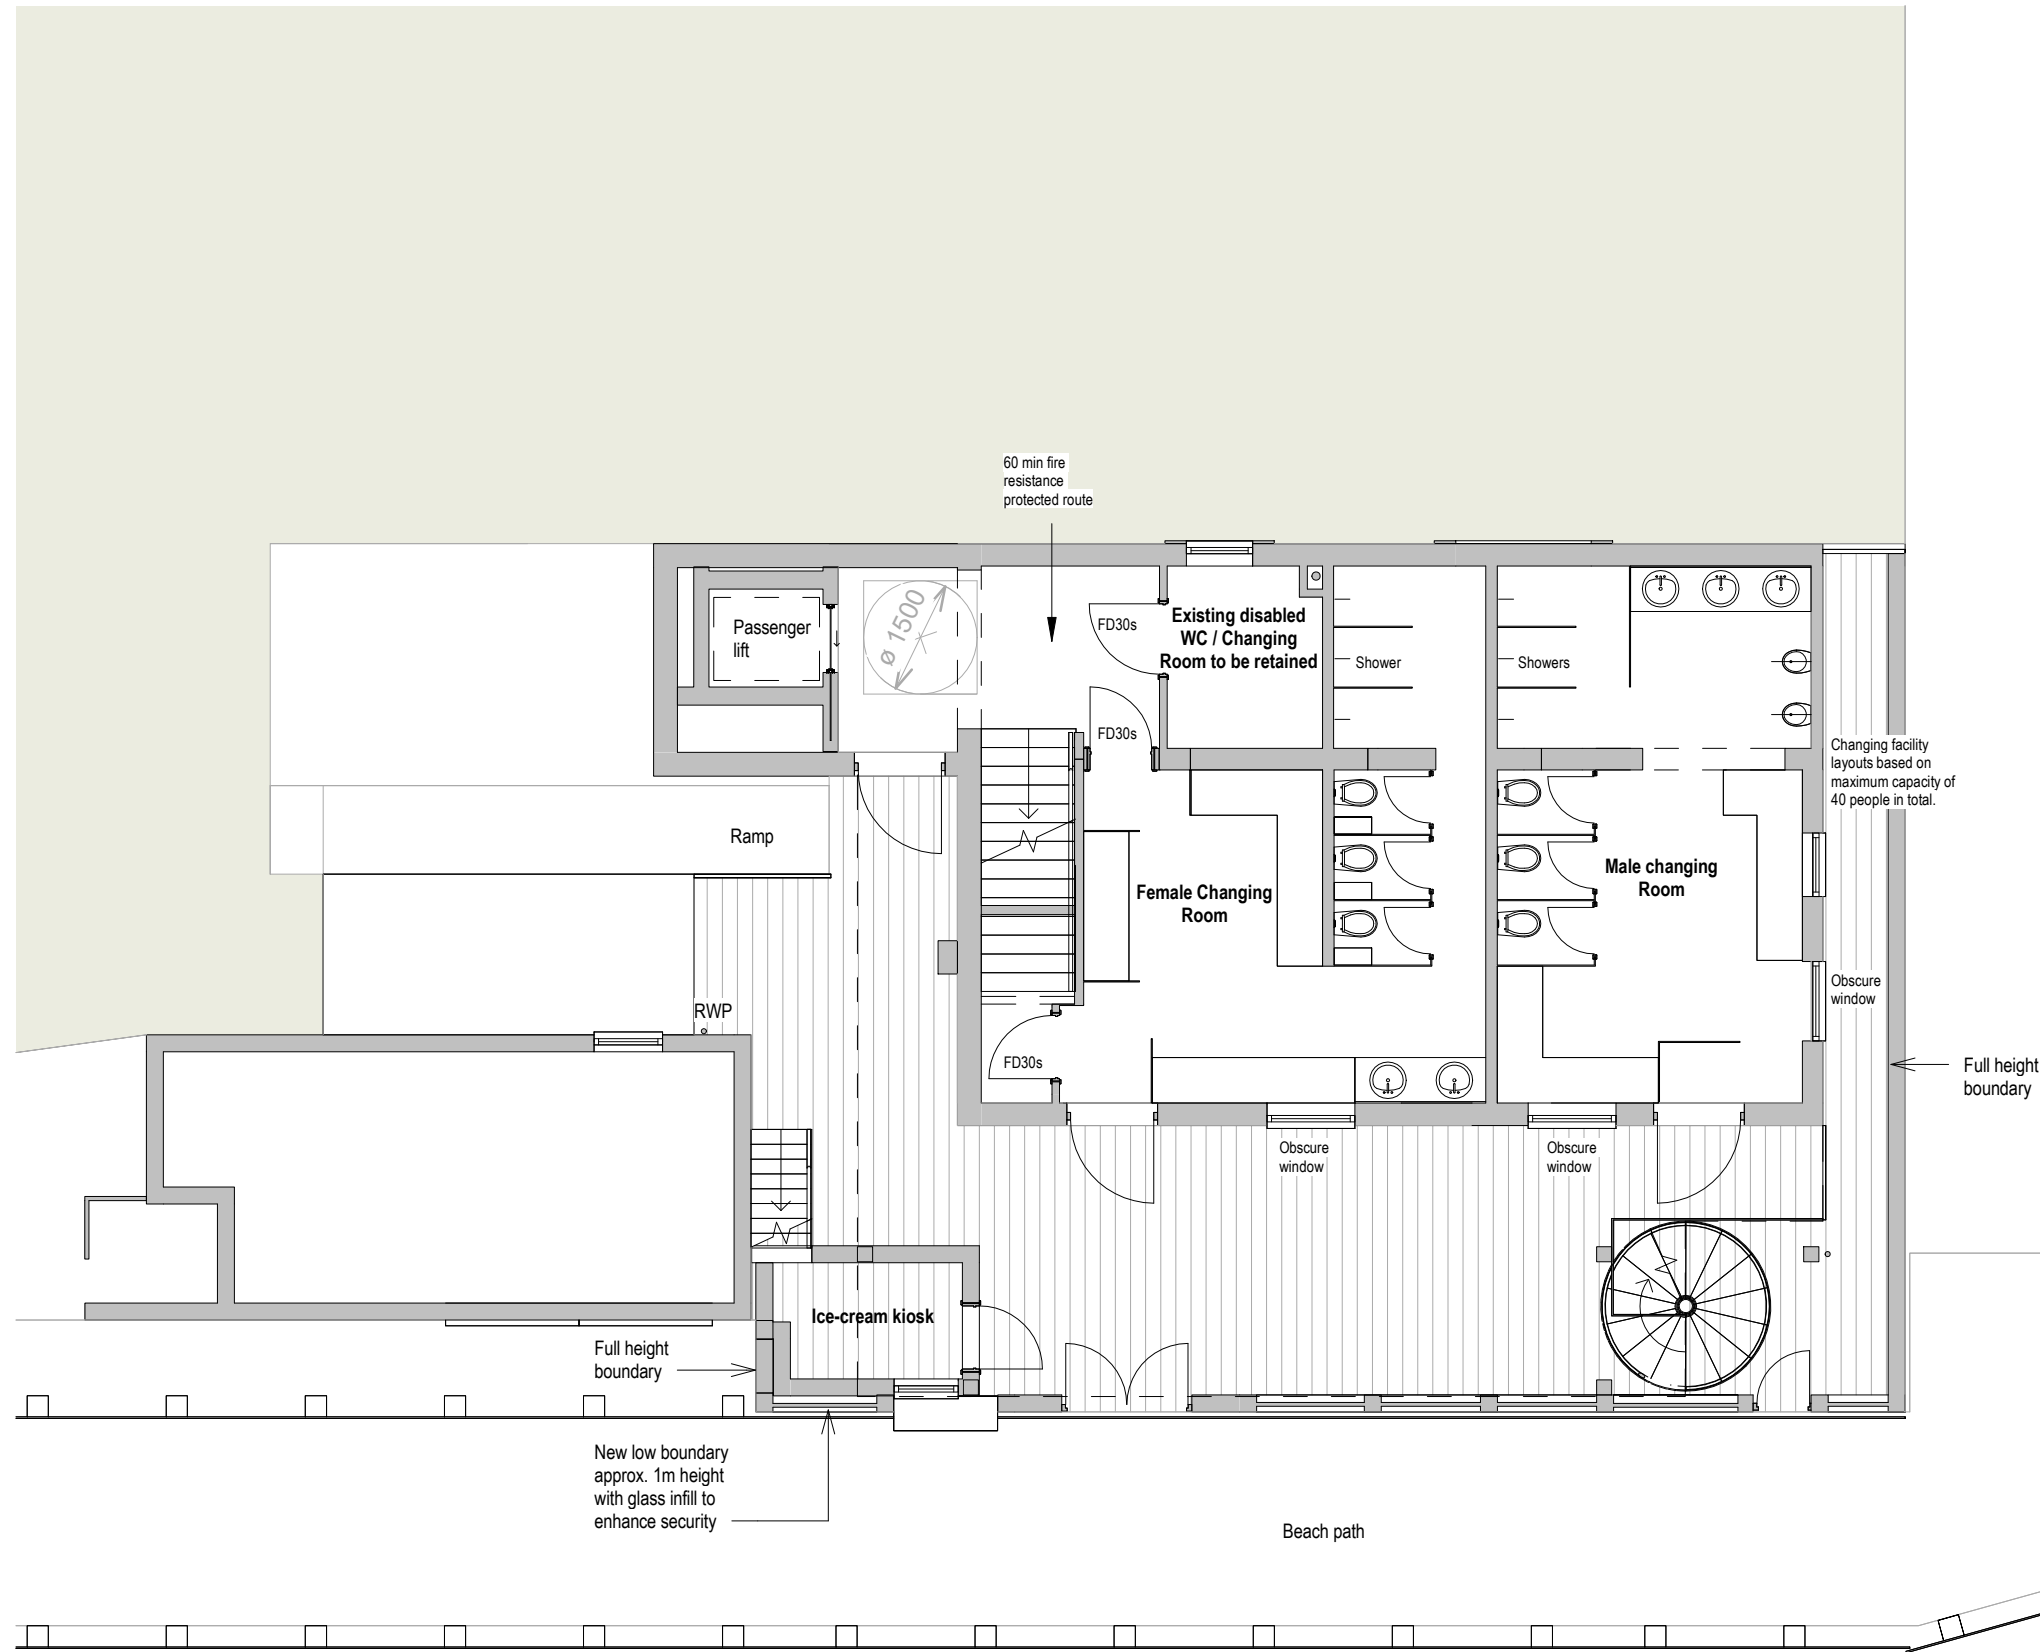 60 min fire
resistance
protected route
Passenger
lift
ø 1500
FD30s
Existing disabled
WC / Changing
Room to be retained
Shower
Showers
FD30s
Changing facility
layouts based on
maximum capacity of
40 people in total.
Ramp
Female Changing
Room
Male changing
Room
Obscure
window
RWP
FD30s
Full height
boundary
Obscure
window
Obscure
window
Ice-cream kiosk
Full height
boundary
New low boundary
approx. 1m height
with glass infill to
enhance security
Beach path